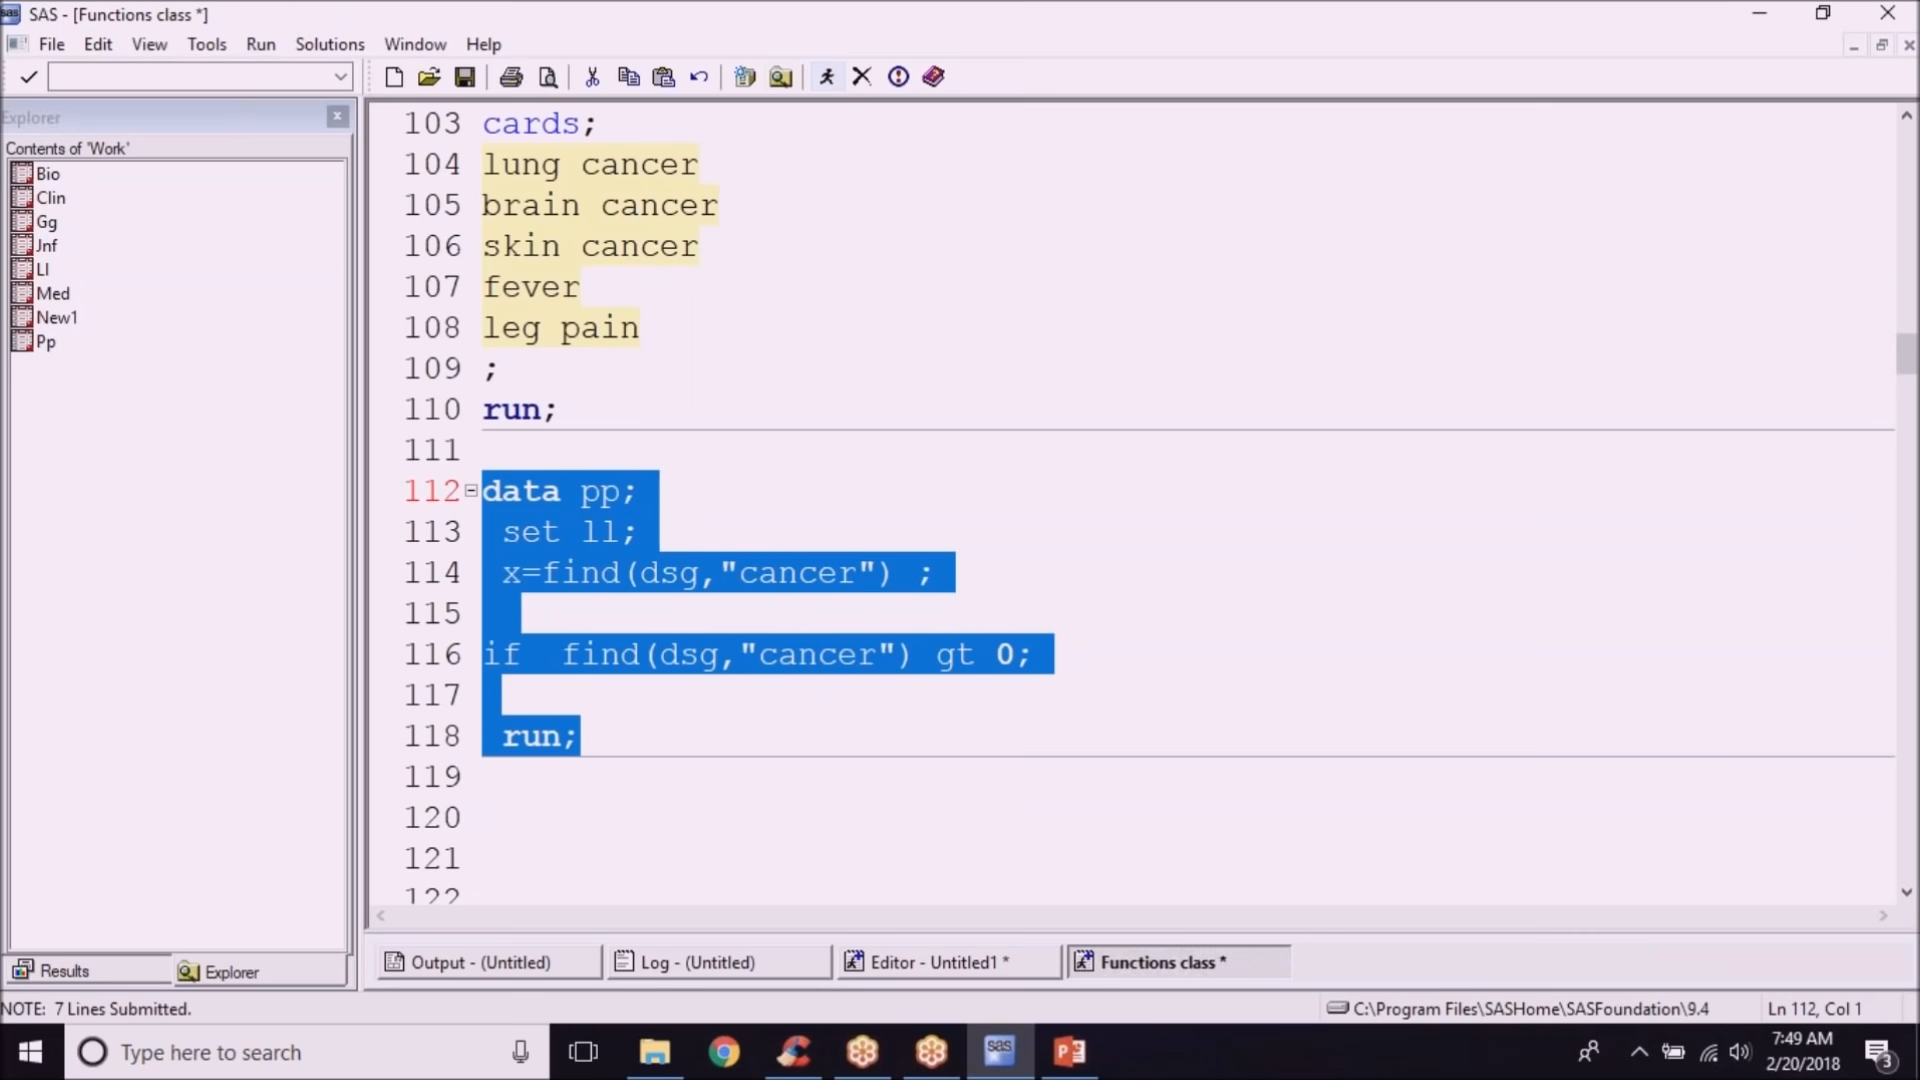 SAS - [Functions class *]
File Edit View Tools Run Solutions Window Help
Explorer
Contents of 'Work'
Bio
Clin
Gg
Jnf
Ll
Med
New1
Pp
103 cards;
104 lung cancer
105 brain cancer
106 skin cancer
107 fever
108 leg pain
109 ;
110 run;
111
112 data pp;
113 set ll;
114 x=find(dsg,"cancer") ;
115
116 if find(dsg,"cancer") gt 0;
117
118 run;
119
120
121
122
Results Explorer
Output - (Untitled) Log - (Untitled) Editor - Untitled1 * Functions class *
NOTE: 7 Lines Submitted. C:\Program Files\SASHome\SASFoundation\9.4 Ln 112, Col 1
Type here to search
sas
7:49 AM
2/20/2018
3